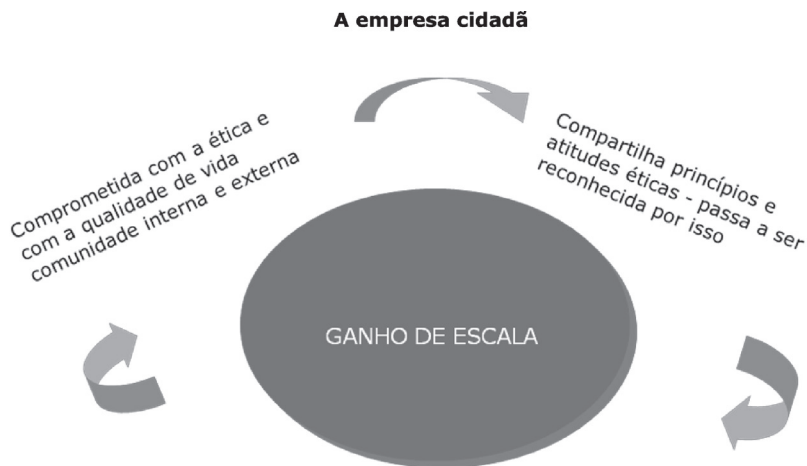 A empresa cidadã
Comprometida com a ética e
com a qualidade de vida
comunidade interna e externa
Compartilha princípios e
atitudes éticas - passa a ser
reconhecida por isso
GANHO DE ESCALA